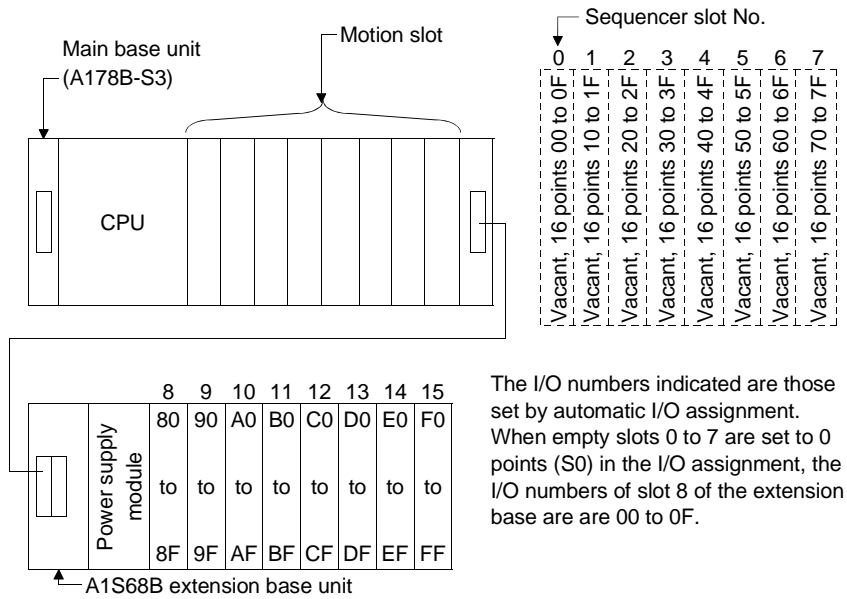 Sequencer slot No.
Main base unit
(A178B-S3)
Motion slot
0 1 2 3 4 5 6 7
Vacant, 16 points 00 to 0F
Vacant, 16 points 10 to 1F
Vacant, 16 points 20 to 2F
Vacant, 16 points 30 to 3F
Vacant, 16 points 40 to 4F
Vacant, 16 points 50 to 5F
Vacant, 16 points 60 to 6F
Vacant, 16 points 70 to 7F
CPU
8 9 10 11 12 13 14 15
Power supply
module
80 90 A0 B0 C0 D0 E0 F0
to to to to to to to to
8F 9F AF BF CF DF EF FF
A1S68B extension base unit
The I/O numbers indicated are those
set by automatic I/O assignment.
When empty slots 0 to 7 are set to 0
points (S0) in the I/O assignment, the
I/O numbers of slot 8 of the extension
base are are 00 to 0F.